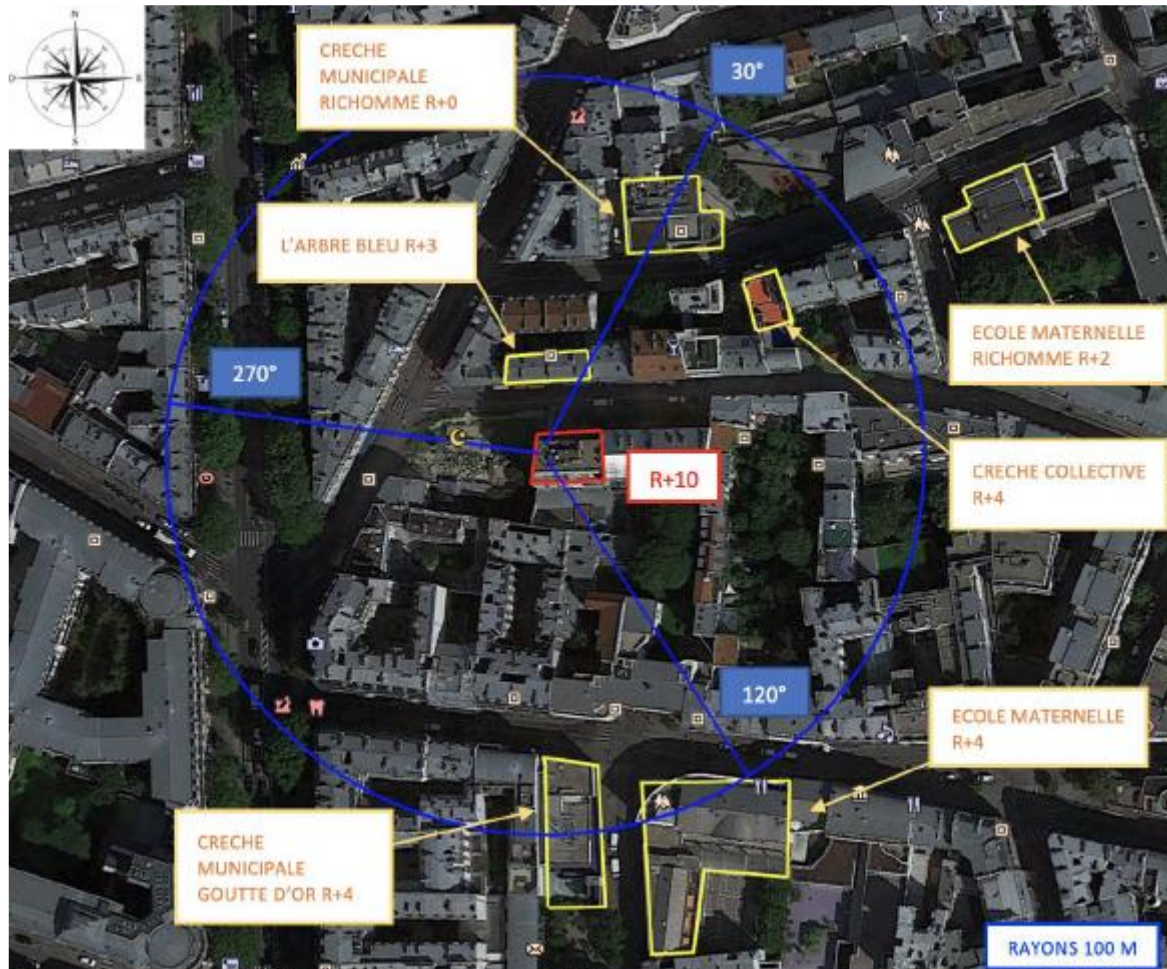 N
S
CRECHE
MUNICIPALE
RICHOMME R+0
30°
L'ARBRE BLEU R+3
270°
ECOLE MATERNELLE
RICHOMME R+2
R+10
CRECHE COLLECTIVE
R+4
120°
ECOLE MATERNELLE
R+4
CRECHE
MUNICIPALE
GOUTTE D'OR R+4
RAYONS 100 M